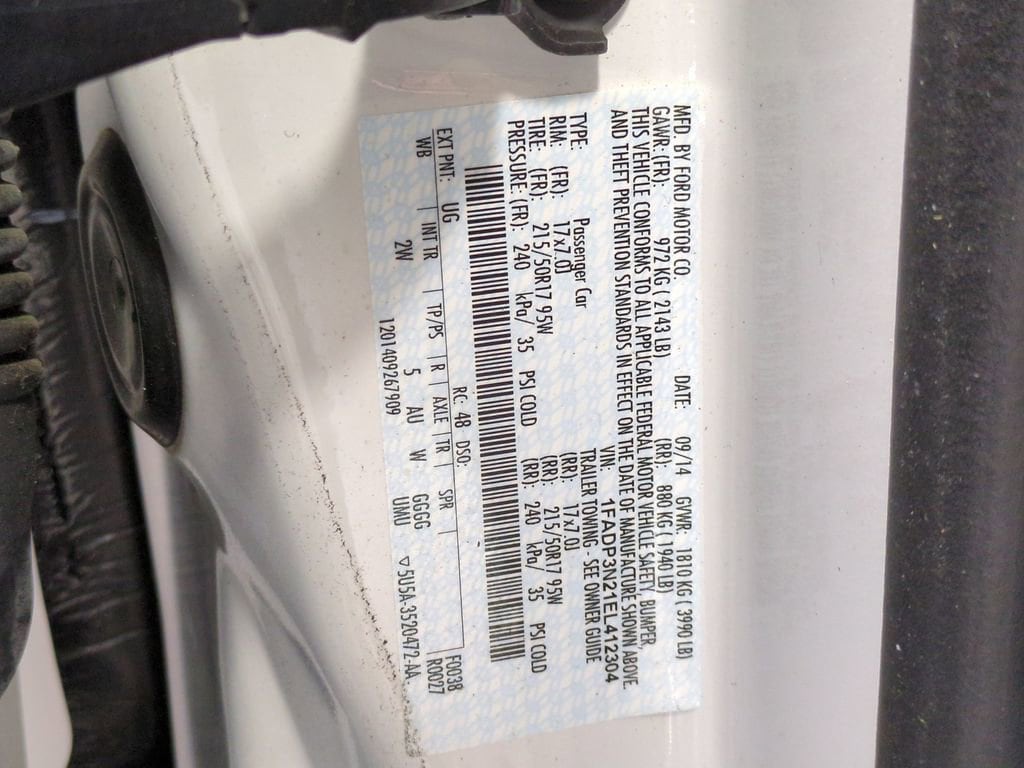 MFD. BY FORD MOTOR CO.
DATE: 09/14 GVWR: 1810 KG ( 3990 LB)
GAWR: (FR): 972 KG ( 2143 LB) (RR): 880 KG ( 1940 LB)
THIS VEHICLE CONFORMS TO ALL APPLICABLE FEDERAL MOTOR VEHICLE SAFETY, BUMPER,
AND THEFT PREVENTION STANDARDS IN EFFECT ON THE DATE OF MANUFACTURE SHOWN ABOVE.
VIN: 1FADP3N21EL412304
TYPE: Passenger Car TRAILER TOWING - SEE OWNER GUIDE
RIM: (FR): 17x7.0J (RR): 17x7.0J
TIRE: (FR): 215/50R17 95W (RR): 215/50R17 95W
PRESSURE: (FR): 240 kPa/ 35 PSI COLD (RR): 240 kPa/ 35 PSI COLD
RC: 48 DSO: F0038
EXT PNT: UG R0027
WB | INT TR | TP/PS | R | AXLE | TR | SPR |
2W 5 AU W GGGG
UMU
1201409267909 ▽5U5A-3520472-AA